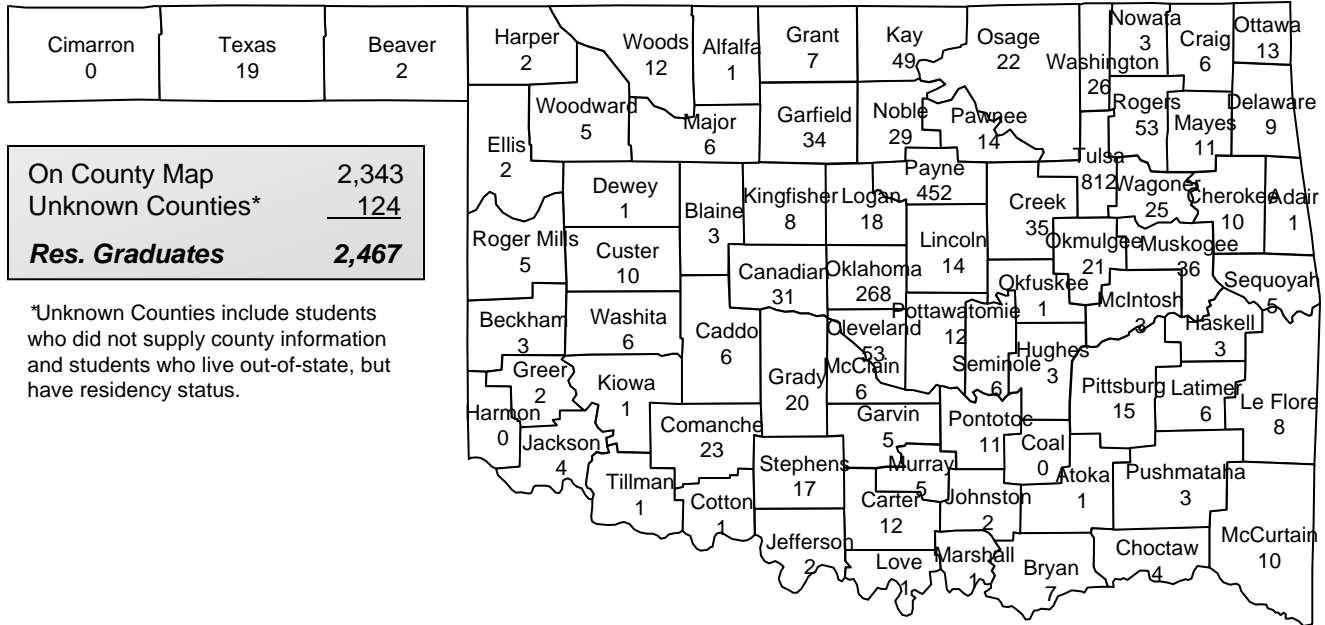 Cimarron
0
Texas
19
Beaver
2
Harper
2
Woods
12
Alfalfa
1
Grant
7
Kay
49
Osage
22
Washington
26
Nowata
3
Craig
6
Ottawa
13
Woodward
5
Ellis
2
Major
6
Garfield
34
Noble
29
Pawnee
14
Rogers
53
Mayes
11
Delaware
9
On County Map 2,343
Unknown Counties* 124
Res. Graduates 2,467
*Unknown Counties include students
who did not supply county information
and students who live out-of-state, but
have residency status.
Dewey
1
Blaine
3
Kingfisher
8
Logan
18
Payne
452
Creek
35
Tulsa
812
Wagoner
25
Cherokee
10
Adair
1
Roger Mills
5
Custer
10
Canadian
31
Oklahoma
268
Lincoln
14
Okfuskee
1
Okmulgee
21
Muskogee
36
Sequoyah
5
Beckham
3
Washita
6
Caddo
6
Grady
20
Cleveland
53
McClain
6
Pottawatomie
12
Seminole
6
Hughes
3
McIntosh
3
Haskell
3
Greer
2
Kiowa
1
Harmon
0
Jackson
4
Comanche
23
Garvin
5
Pontotoc
11
Pittsburg
15
Latimer
6
Le Flore
8
Coal
0
Tillman
1
Cotton
1
Stephens
17
Murray
5
Carter
12
Johnston
2
Atoka
1
Pushmataha
3
Jefferson
2
Love
1
Marshall
1
Bryan
7
Choctaw
4
McCurtain
10